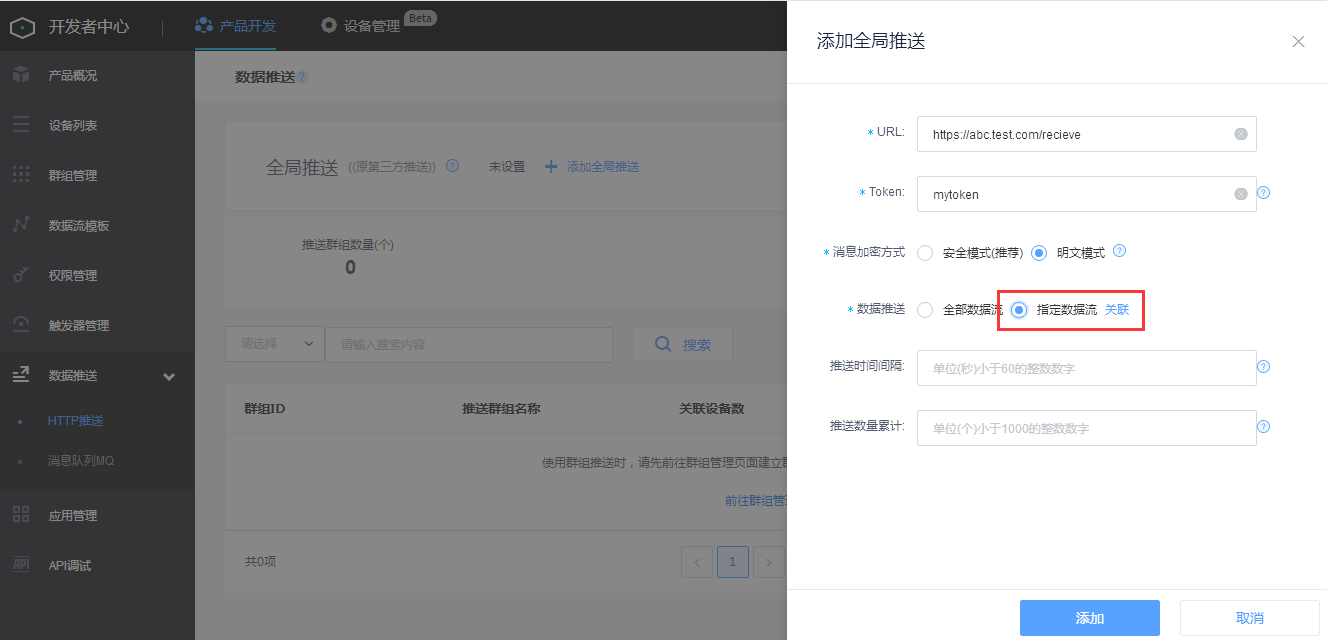 开发者中心
产品开发
设备管理
Beta
产品概况
设备列表
群组管理
数据流模板
权限管理
触发器管理
数据推送
HTTP推送
消息队列MQ
应用管理
API调试
数据推送
全局推送 ((原第三方推送)) 未设置 添加全局推送
推送群组数量(个)
0
请选择 请输入搜索内容 搜索
群组ID 推送群组名称 关联设备数
使用群组推送时，请先前往群组管理页面建立
前往群组管
共0项 < 1 >
添加全局推送
* URL: https://abc.test.com/recieve
* Token: mytoken
* 消息加密方式 安全模式(推荐) 明文模式
* 数据推送 全部数据流 指定数据流 关联
推送时间间隔: 单位(秒)小于60的整数数字
推送数量累计: 单位(个)小于1000的整数数字
添加 取消